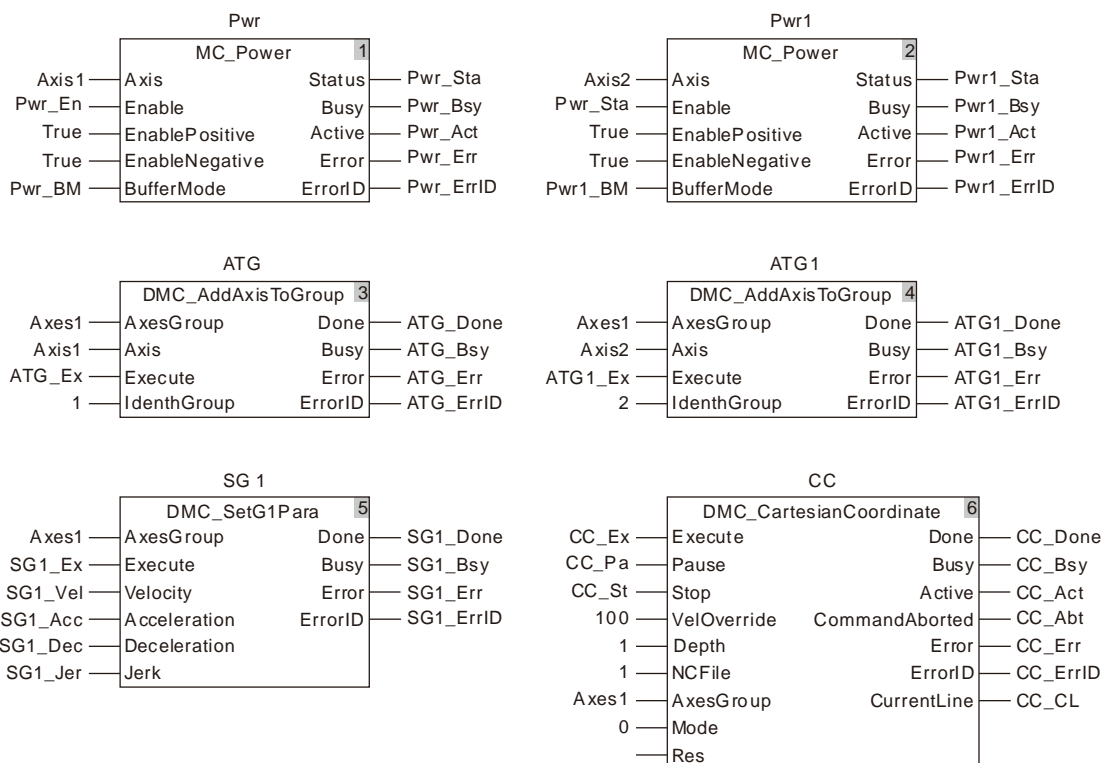 Pwr
MC_Power 1
Axis1 Axis Status Pwr_Sta
Pwr_En Enable Busy Pwr_Bsy
True EnablePositive Active Pwr_Act
True EnableNegative Error Pwr_Err
Pwr_BM BufferMode ErrorID Pwr_ErrID
Pwr1
MC_Power 2
Axis2 Axis Status Pwr1_Sta
Pwr_Sta Enable Busy Pwr1_Bsy
True EnablePositive Active Pwr1_Act
True EnableNegative Error Pwr1_Err
Pwr1_BM BufferMode ErrorID Pwr1_ErrID
ATG
DMC_AddAxisToGroup 3
Axes1 AxesGroup Done ATG_Done
Axis1 Axis Busy ATG_Bsy
ATG_Ex Execute Error ATG_Err
1 IdenthGroup ErrorID ATG_ErrID
ATG1
DMC_AddAxisToGroup 4
Axes1 AxesGroup Done ATG1_Done
Axis2 Axis Busy ATG1_Bsy
ATG1_Ex Execute Error ATG1_Err
2 IdenthGroup ErrorID ATG1_ErrID
SG 1
DMC_SetG1Para 5
Axes1 AxesGroup Done SG1_Done
SG1_Ex Execute Busy SG1_Bsy
SG1_Vel Velocity Error SG1_Err
SG1_Acc Acceleration ErrorID SG1_ErrID
SG1_Dec Deceleration
SG1_Jer Jerk
CC
DMC_CartesianCoordinate 6
CC_Ex Execute Done CC_Done
CC_Pa Pause Busy CC_Bsy
CC_St Stop Active CC_Act
100 VelOverride CommandAborted CC_Abt
1 Depth Error CC_Err
1 NCFile ErrorID CC_ErrID
Axes1 AxesGroup CurrentLine CC_CL
0 Mode
Res